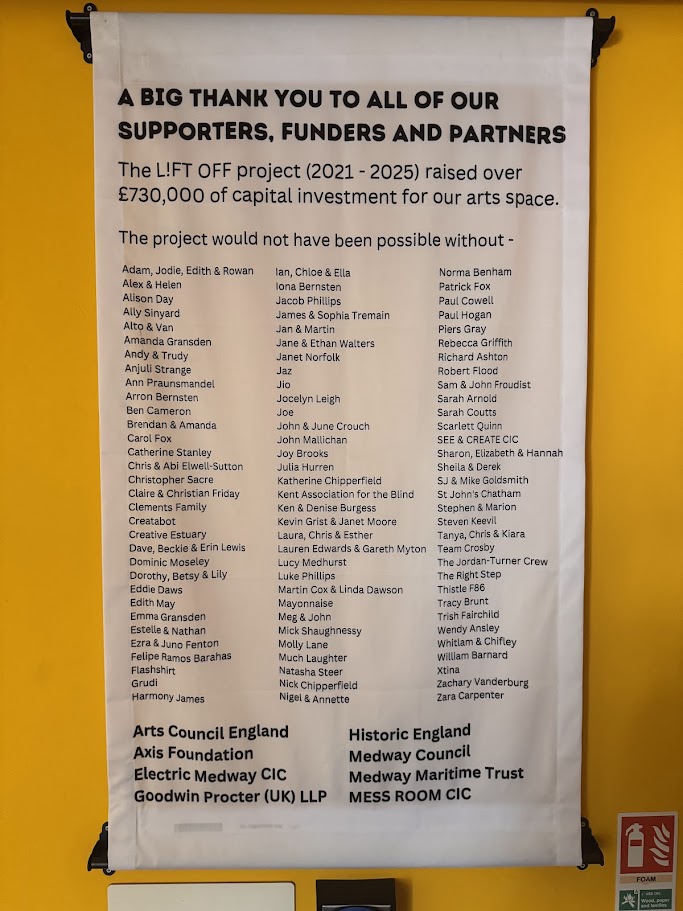 A BIG THANK YOU TO ALL OF OUR
SUPPORTERS, FUNDERS AND PARTNERS
The L!FT OFF project (2021 - 2025) raised over
£730,000 of capital investment for our arts space.
The project would not have been possible without -
Adam, Jodie, Edith & Rowan
Alex & Helen
Alison Day
Ally Sinyard
Alto & Van
Amanda Gransden
Andy & Trudy
Anjuli Strange
Ann Praunsmandel
Arron Bernsten
Ben Cameron
Brendan & Amanda
Carol Fox
Catherine Stanley
Chris & Abi Elwell-Sutton
Christopher Sacre
Claire & Christian Friday
Clements Family
Creatabot
Creative Estuary
Dave, Beckie & Erin Lewis
Dominic Moseley
Dorothy, Betsy & Lily
Eddie Daws
Edith May
Emma Gransden
Estelle & Nathan
Ezra & Juno Fenton
Felipe Ramos Barahas
Flashshirt
Grudi
Harmony James
Ian, Chloe & Ella
Iona Bernsten
Jacob Phillips
James & Sophia Tremain
Jan & Martin
Jane & Ethan Walters
Janet Norfolk
Jaz
Jio
Jocelyn Leigh
Joe
John & June Crouch
John Mallichan
Joy Brooks
Julia Hurren
Katherine Chipperfield
Kent Association for the Blind
Ken & Denise Burgess
Kevin Grist & Janet Moore
Laura, Chris & Esther
Lauren Edwards & Gareth Myton
Lucy Medhurst
Luke Phillips
Martin Cox & Linda Dawson
Mayonnaise
Meg & John
Mick Shaughnessy
Molly Lane
Much Laughter
Natasha Steer
Nick Chipperfield
Nigel & Annette
Norma Benham
Patrick Fox
Paul Cowell
Paul Hogan
Piers Gray
Rebecca Griffith
Richard Ashton
Robert Flood
Sam & John Froudist
Sarah Arnold
Sarah Coutts
Scarlett Quinn
SEE & CREATE CIC
Sharon, Elizabeth & Hannah
Sheila & Derek
SJ & Mike Goldsmith
St John's Chatham
Stephen & Marion
Steven Keevil
Tanya, Chris & Kiara
Team Crosby
The Jordan-Turner Crew
The Right Step
Thistle F86
Tracy Brunt
Trish Fairchild
Wendy Ansley
Whitlam & Chifley
William Barnard
Xtina
Zachary Vanderburg
Zara Carpenter
Arts Council England
Axis Foundation
Electric Medway CIC
Goodwin Procter (UK) LLP
Historic England
Medway Council
Medway Maritime Trust
MESS ROOM CIC
FOAM
Wood, paper
and textiles